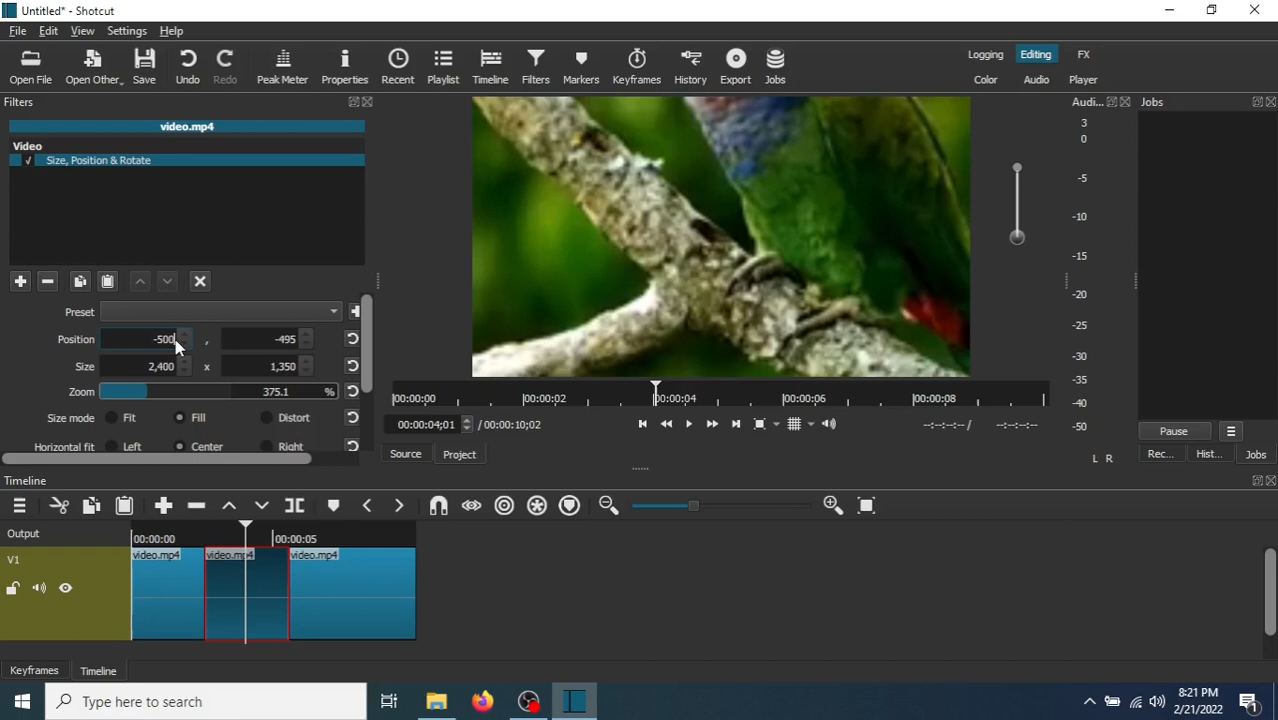 Untitled* - Shotcut
File Edit View Settings Help
Open File Open Other.. Save Undo Redo Peak Meter Properties Recent Playlist Timeline Filters Markers Keyframes History Export Jobs
Logging Editing FX
Color Audio Player
Filters
video.mp4
Video
✓ Size, Position & Rotate
Preset
Position -500 , -495
Size 2,400 x 1,350
Zoom 375.1 %
Size mode Fit Fill Distort
Horizontal fit Left Center Right
00:00:00 00:00:02 00:00:04 00:00:06 00:00:08
00:00:04;01 / 00:00:10;02 --:--:--:-- / --:--:--:--
Source Project
Audi...
3
0
-5
-10
-15
-20
-25
-30
-35
-40
-50
L R
Jobs
Pause
Rec... Hist... Jobs
Timeline
Output 00:00:00 00:00:05
V1 video.mp4 video.mp4 video.mp4
Keyframes Timeline
Type here to search
8:21 PM
2/21/2022
1